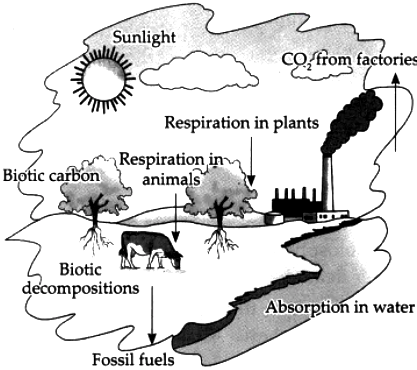 Sunlight
CO2 from factories
Respiration in plants
Biotic carbon
Respiration in
animals
Biotic
decompositions
Absorption in water
Fossil fuels